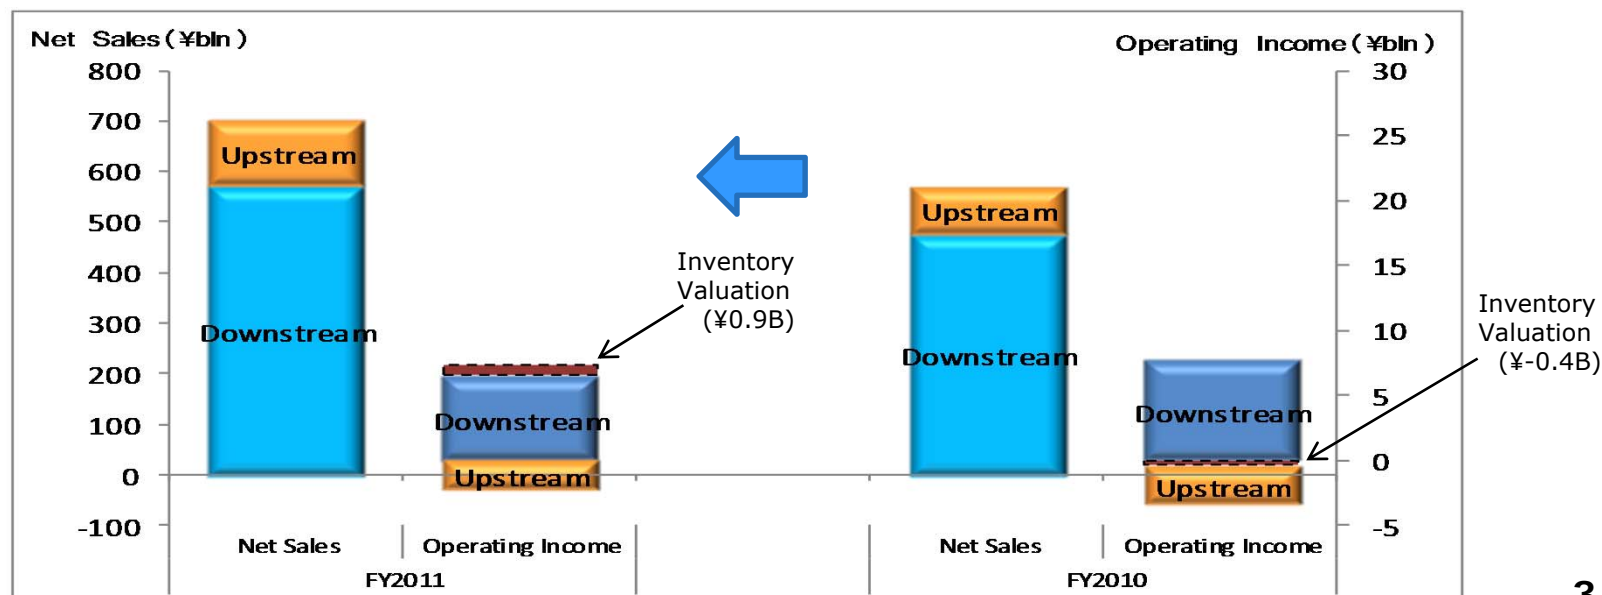 Net Sales(¥bln)
Operating Income(¥bln)
800
700
600
500
400
300
200
100
0
-100
30
25
20
15
10
5
0
-5
Upstream
Downstream
Inventory
Valuation
(¥0.9B)
Downstream
Upstream
Upstream
Downstream
Inventory
Valuation
(¥-0.4B)
Downstream
Upstream
Net Sales
Operating Income
Net Sales
Operating Income
FY2011
FY2010